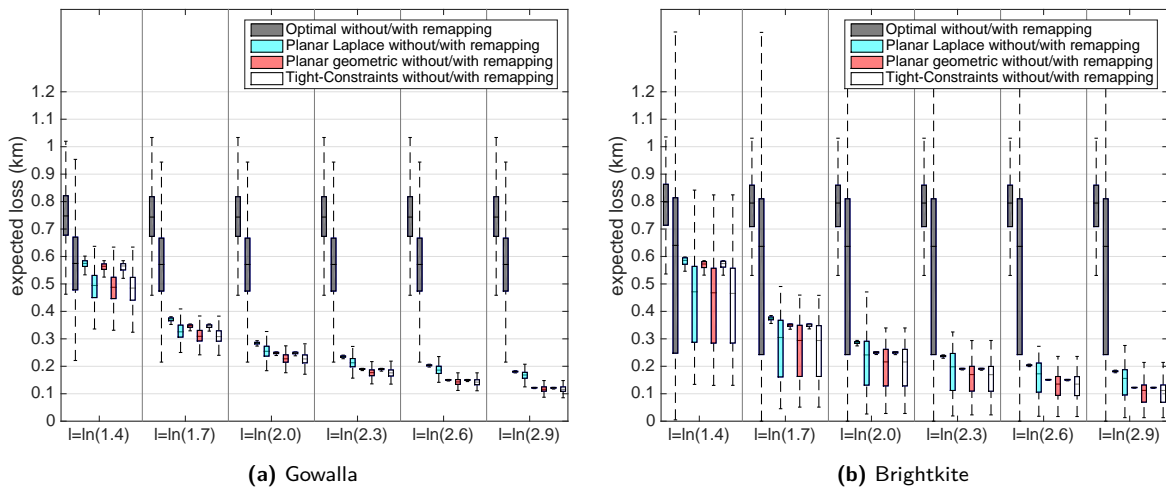 Optimal without/with remapping
Planar Laplace without/with remapping
Planar geometric without/with remapping
Tight-Constraints without/with remapping
expected loss (km)
1.2
1.1
1
0.9
0.8
0.7
0.6
0.5
0.4
0.3
0.2
0.1
0
l=ln(1.4) l=ln(1.7) l=ln(2.0) l=ln(2.3) l=ln(2.6) l=ln(2.9)
(a) Gowalla
Optimal without/with remapping
Planar Laplace without/with remapping
Planar geometric without/with remapping
Tight-Constraints without/with remapping
expected loss (km)
1.2
1.1
1
0.9
0.8
0.7
0.6
0.5
0.4
0.3
0.2
0.1
0
l=ln(1.4) l=ln(1.7) l=ln(2.0) l=ln(2.3) l=ln(2.6) l=ln(2.9)
(b) Brightkite